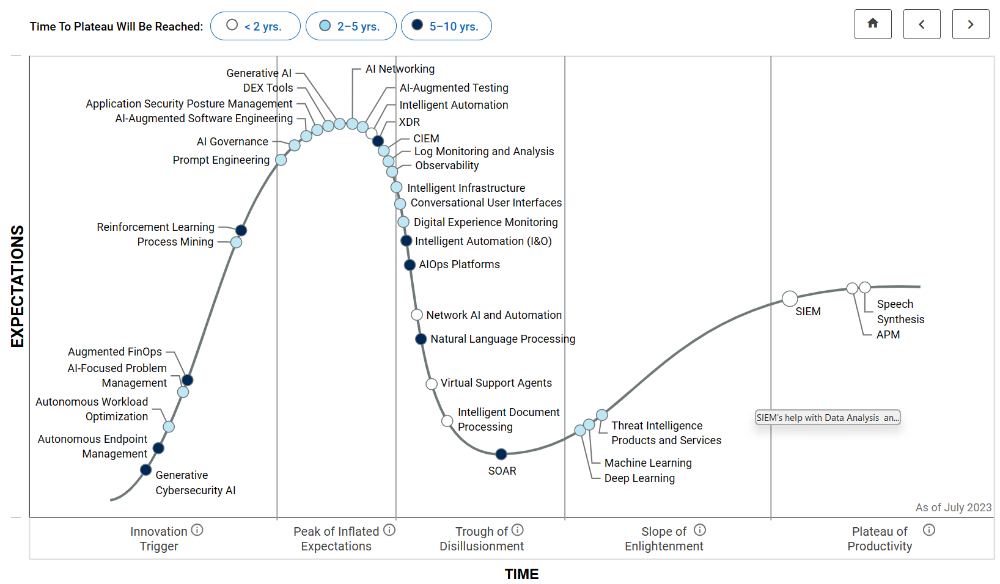 Time To Plateau Will Be Reached:
< 2 yrs.
2–5 yrs.
5–10 yrs.
Generative AI
DEX Tools
Application Security Posture Management
AI-Augmented Software Engineering
AI Governance
Prompt Engineering
Reinforcement Learning
Process Mining
Augmented FinOps
AI-Focused Problem
Management
Autonomous Workload
Optimization
Autonomous Endpoint
Management
Generative
Cybersecurity AI
AI Networking
AI-Augmented Testing
Intelligent Automation
XDR
CIEM
Log Monitoring and Analysis
Observability
Intelligent Infrastructure
Conversational User Interfaces
Digital Experience Monitoring
Intelligent Automation (I&O)
AIOps Platforms
Network AI and Automation
Natural Language Processing
Virtual Support Agents
Intelligent Document
Processing
SOAR
Threat Intelligence
Products and Services
Machine Learning
Deep Learning
SIEM
Speech
Synthesis
APM
SIEM's help with Data Analysis an...
As of July 2023
EXPECTATIONS
Innovation
Trigger
Peak of Inflated
Expectations
Trough of
Disillusionment
Slope of
Enlightenment
Plateau of
Productivity
TIME